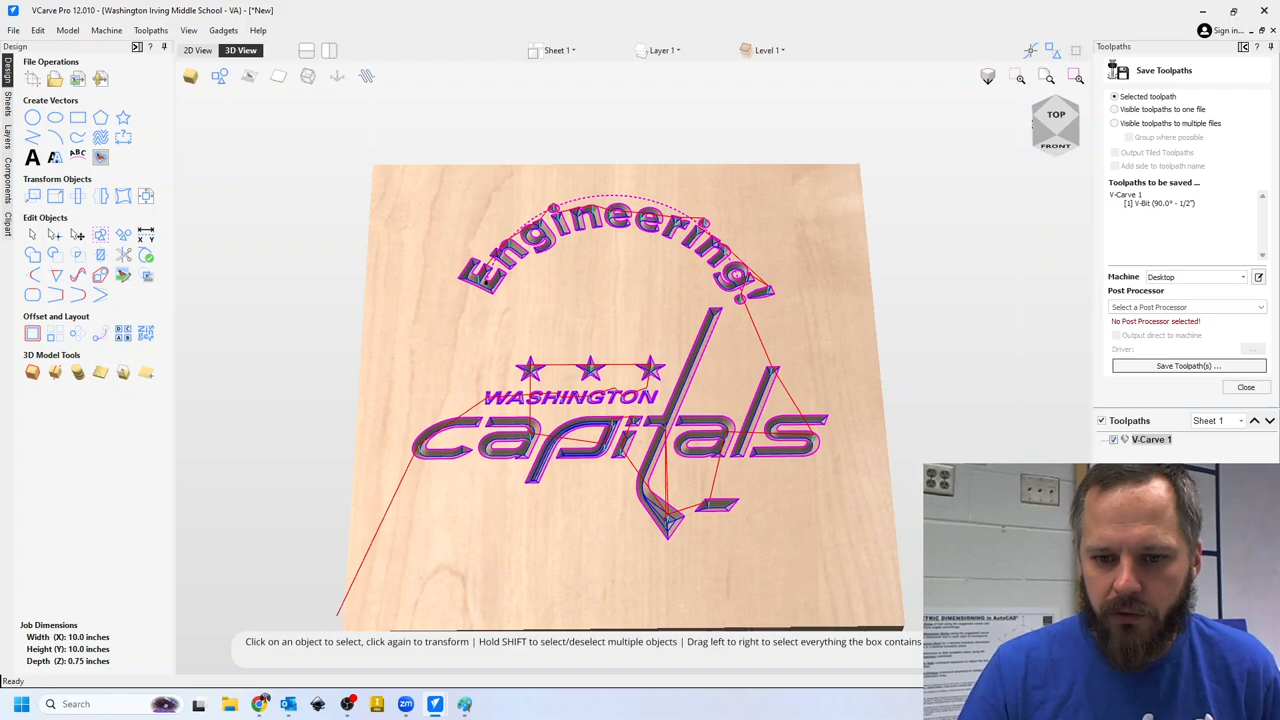 VCarve Pro 12.010 - {Washington Irving Middle School - VA} - [*New]
File Edit Model Machine Toolpaths View Gadgets Help
Sign in...
Design
2D View 3D View
Sheet 1
Layer 1
Level 1
Toolpaths
File Operations
Create Vectors
Transform Objects
Edit Objects
Offset and Layout
3D Model Tools
Design
Sheets
Layers
Components
Clipart
Job Dimensions
Width (X): 10.0 inches
Height (Y): 10.0 inches
Depth (Z): 0.75 inches
TOP
FRONT
Engineering!
WASHINGTON
capitals
Save Toolpaths
Selected toolpath
Visible toolpaths to one file
Visible toolpaths to multiple files
Group where possible
Output Tiled Toolpaths
Add side to toolpath name
Toolpaths to be saved ...
V-Carve 1
[1] V-Bit (90.0° - 1/2")
Machine Desktop
Post Processor
Select a Post Processor
No Post Processor selected!
Output direct to machine
Driver: ...
Save Toolpath(s) ...
Close
Toolpaths Sheet 1
V-Carve 1
Click an object to select, click again to transform | Hold SHIFT to select/deselect multiple objects | Drag left to right to select everything the box contains
Ready
Search
zm